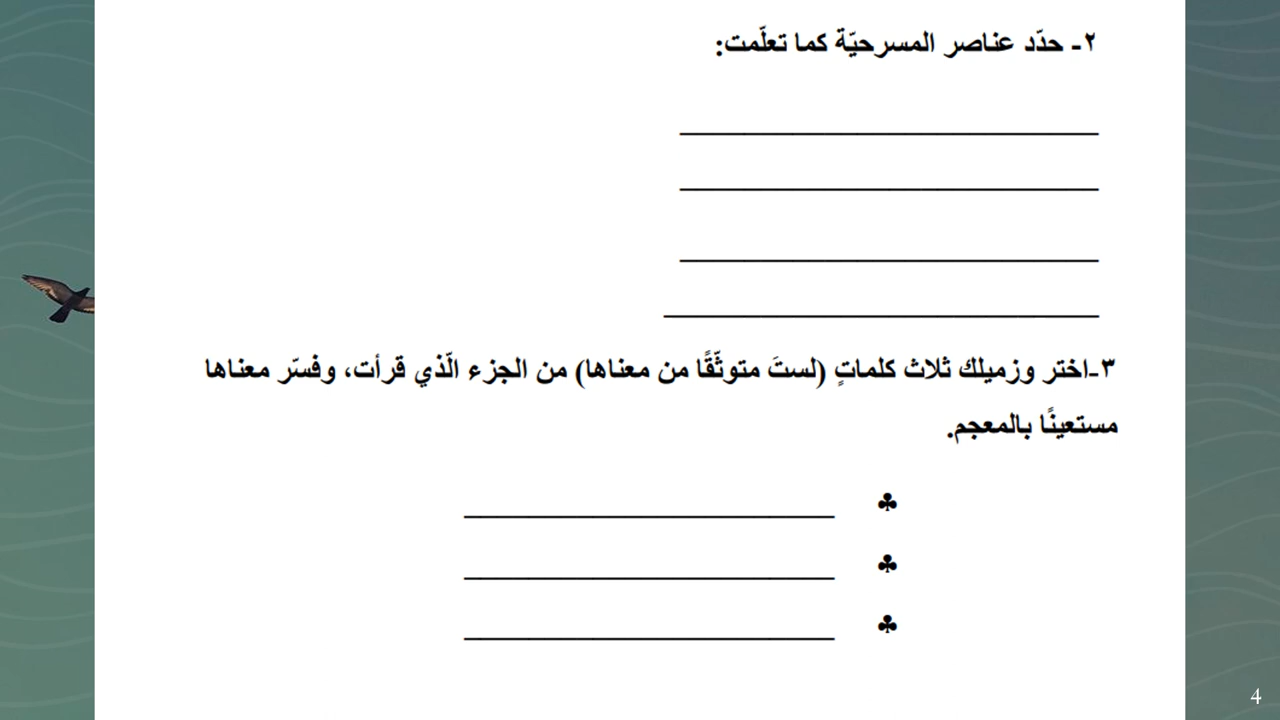 ٢- حدّد عناصر المسرحيّة كما تعلّمت:
٣-اختر وزميلك ثلاث كلماتٍ (لستَ متوثّقًا من معناها) من الجزء الّذي قرأت، وفسّر معناها
مستعينًا بالمعجم.
4